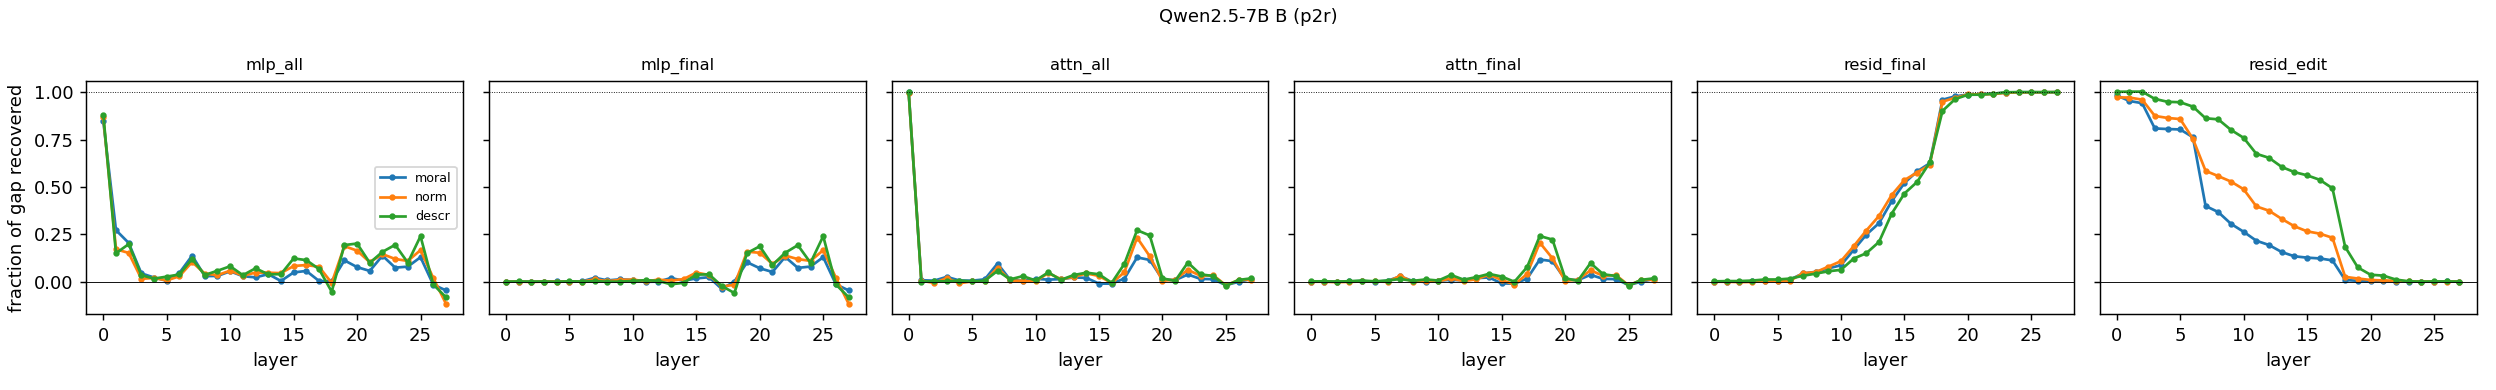 Qwen2.5-7B B (p2r)
mlp_all
mlp_final
attn_all
attn_final
resid_final
resid_edit
fraction of gap recovered
1.00
0.75
0.50
0.25
0.00
moral
norm
descr
0 5 10 15 20 25
0 5 10 15 20 25
0 5 10 15 20 25
0 5 10 15 20 25
0 5 10 15 20 25
0 5 10 15 20 25
layer
layer
layer
layer
layer
layer